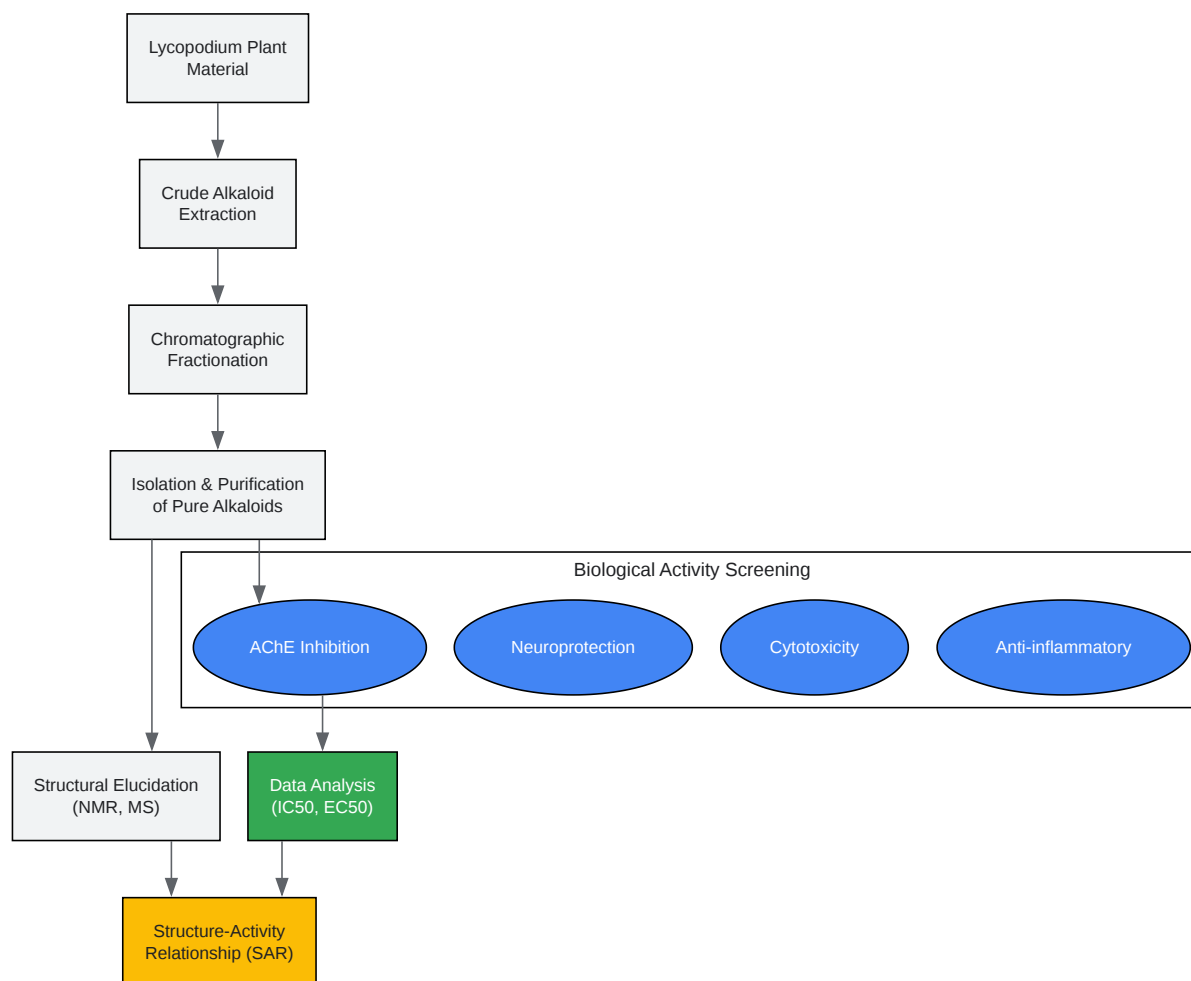 Lycopodium Plant
Material
Crude Alkaloid
Extraction
Chromatographic
Fractionation
Isolation & Purification
of Pure Alkaloids
Biological Activity Screening
AChE Inhibition
Neuroprotection
Cytotoxicity
Anti-inflammatory
Structural Elucidation
(NMR, MS)
Data Analysis
(IC50, EC50)
Structure-Activity
Relationship (SAR)